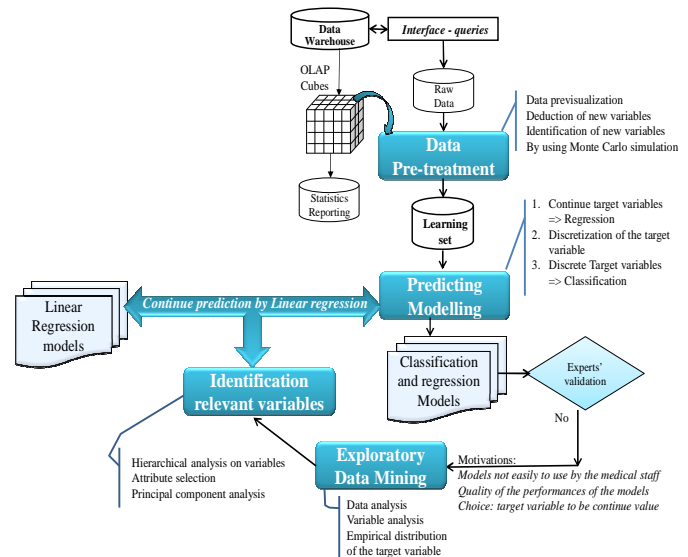 Data
Warehouse
Interface - queries
OLAP
Cubes
Raw
Data
Data previsualization
Deduction of new variables
Identification of new variables
By using Monte Carlo simulation
Data
Pre-treatment
Statistics
Reporting
Learning
set
1. Continue target variables
=> Regression
2. Discretization of the target
variable
3. Discrete Target variables
=> Classification
Linear
Regression
models
Continue prediction by Linear regression
Predicting
Modelling
Classification
and regression
Models
Experts'
validation
No
Identification
relevant variables
Hierarchical analysis on variables
Attribute selection
Principal component analysis
Exploratory
Data Mining
Motivations:
Models not easily to use by the medical staff
Quality of the performances of the models
Choice: target variable to be continue value
Data analysis
Variable analysis
Empirical distribution
of the target variable